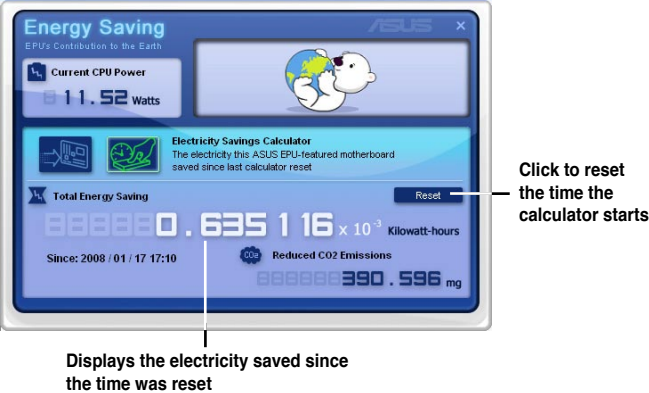 Energy Saving
ASUS
EPU's Contribution to the Earth
Current CPU Power
11.52 Watts
Electricity Savings Calculator
The electricity this ASUS EPU-featured motherboard
saved since last calculator reset
Total Energy Saving
Reset
0.635116 x 10⁻³ Kilowatt-hours
Since: 2008 / 01 / 17 17:10
CO2 Reduced CO2 Emissions
390.596 mg
Click to reset
the time the
calculator starts
Displays the electricity saved since
the time was reset